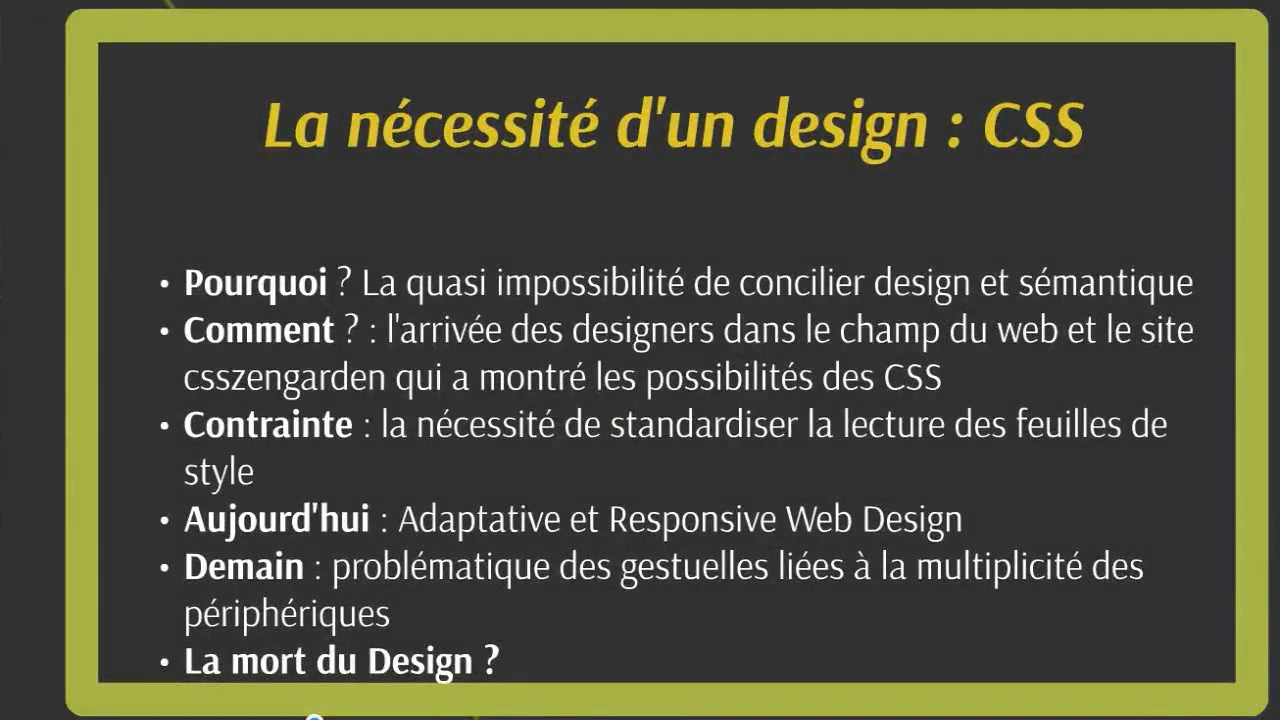 La nécessité d'un design : CSS
• Pourquoi ? La quasi impossibilité de concilier design et sémantique
• Comment ? : l'arrivée des designers dans le champ du web et le site
csszengarden qui a montré les possibilités des CSS
• Contrainte : la nécessité de standardiser la lecture des feuilles de
style
• Aujourd'hui : Adaptative et Responsive Web Design
• Demain : problématique des gestuelles liées à la multiplicité des
périphériques
• La mort du Design ?